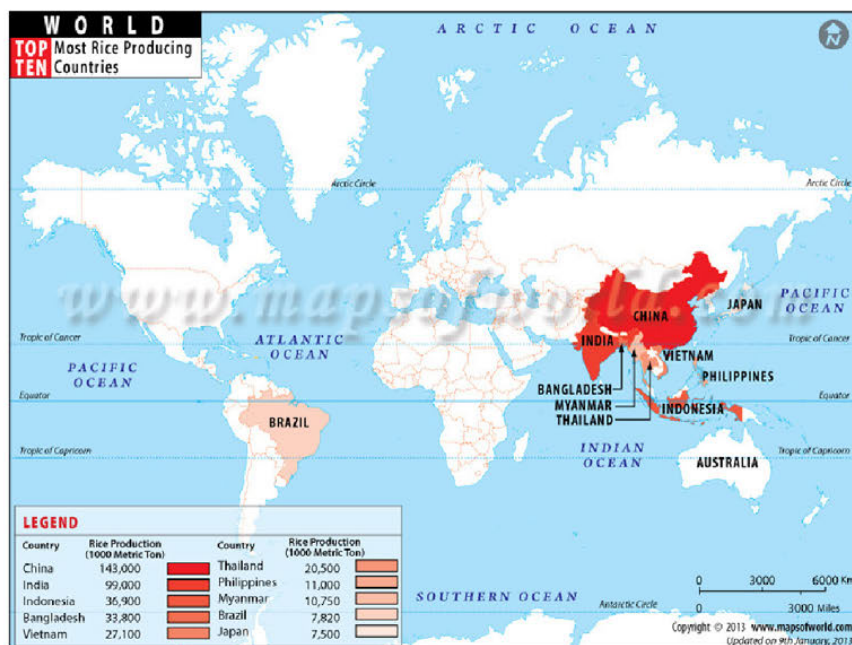 WORLD
TOP TEN Most Rice Producing Countries
ARCTIC OCEAN
Arctic Circle
Arctic Circle
www.mapsofworld.com
CHINA
JAPAN
PACIFIC OCEAN
Tropic of Cancer
ATLANTIC OCEAN
INDIA
Tropic of Cancer
PACIFIC OCEAN
VIETNAM
PHILIPPINES
BANGLADESH
MYANMAR
THAILAND
Equator
Equator
INDONESIA
BRAZIL
Tropic of Capricorn
INDIAN OCEAN
AUSTRALIA
Tropic of Capricorn
LEGEND
Country Rice Production (1000 Metric Ton) Country Rice Production (1000 Metric Ton)
China 143,000 Thailand 20,500
India 99,000 Philippines 11,000
Indonesia 36,900 Myanmar 10,750
Bangladesh 33,800 Brazil 7,820
Vietnam 27,100 Japan 7,500
SOUTHERN OCEAN
Antarctic Circle
0 3000 6000 Km
0 3000 Miles
Copyright © 2013 www.mapsofworld.com
Updated on 9th January, 2013